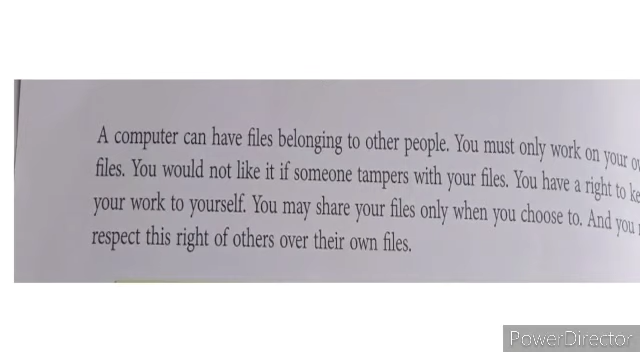 A computer can have files belonging to other people. You must only work on your
files. You would not like it if someone tampers with your files. You have a right to
your work to yourself. You may share your files only when you choose to. And you
respect this right of others over their own files.
PowerDirector